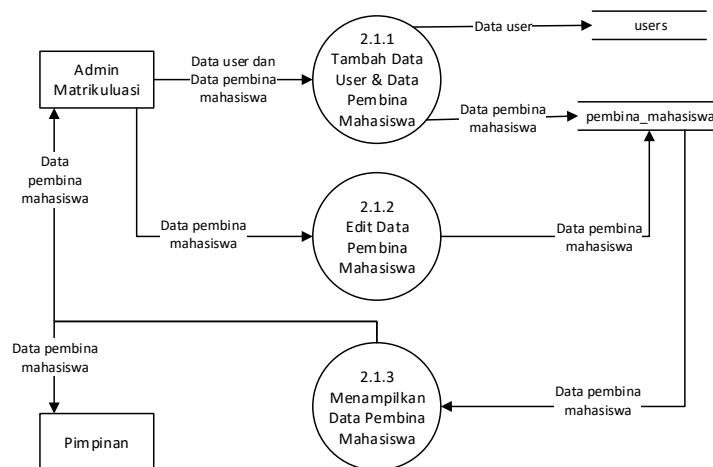 2.1.1
Tambah Data
User & Data
Pembina
Mahasiswa
Data user
users
Admin
Matrikuluasi
Data user dan
Data pembina
mahasiswa
Data pembina
mahasiswa
pembina_mahasiswa
Data
pembina
mahasiswa
2.1.2
Edit Data
Pembina
Mahasiswa
Data pembina
mahasiswa
Data pembina
mahasiswa
Data pembina
mahasiswa
2.1.3
Menampilkan
Data Pembina
Mahasiswa
Data pembina
mahasiswa
Pimpinan